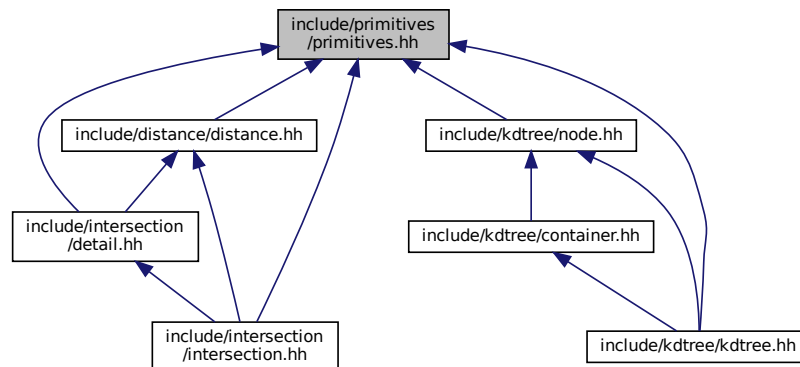 include/primitives
/primitives.hh
include/distance/distance.hh
include/kdtree/node.hh
include/intersection
/detail.hh
include/kdtree/container.hh
include/intersection
/intersection.hh
include/kdtree/kdtree.hh